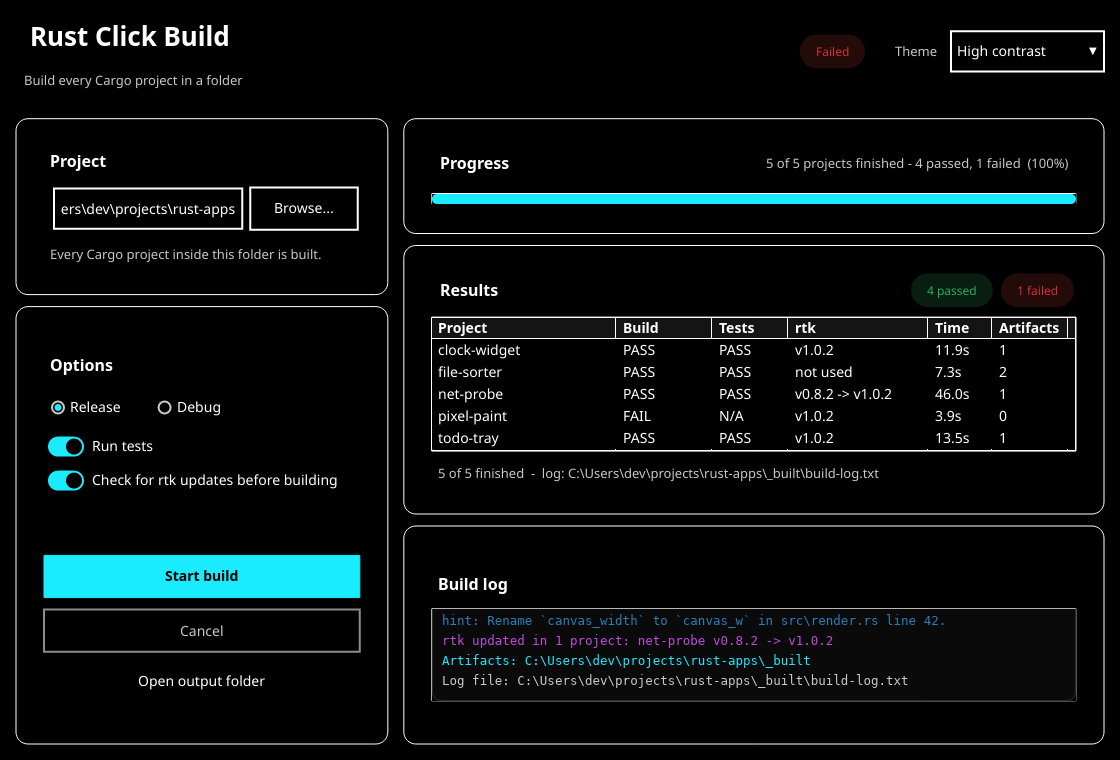 Rust Click Build
Build every Cargo project in a folder
Failed
Theme
High contrast
Project
ers\dev\projects\rust-apps
Browse...
Every Cargo project inside this folder is built.
Options
Release
Debug
Run tests
Check for rtk updates before building
Start build
Cancel
Open output folder
Progress
5 of 5 projects finished - 4 passed, 1 failed (100%)
Results
4 passed
1 failed
Project Build Tests rtk Time Artifacts
clock-widget PASS PASS v1.0.2 11.9s 1
file-sorter PASS PASS not used 7.3s 2
net-probe PASS PASS v0.8.2 -> v1.0.2 46.0s 1
pixel-paint FAIL N/A v1.0.2 3.9s 0
todo-tray PASS PASS v1.0.2 13.5s 1
5 of 5 finished - log: C:\Users\dev\projects\rust-apps\_built\build-log.txt
Build log
hint: Rename `canvas_width` to `canvas_w` in src\render.rs line 42.
rtk updated in 1 project: net-probe v0.8.2 -> v1.0.2
Artifacts: C:\Users\dev\projects\rust-apps\_built
Log file: C:\Users\dev\projects\rust-apps\_built\build-log.txt